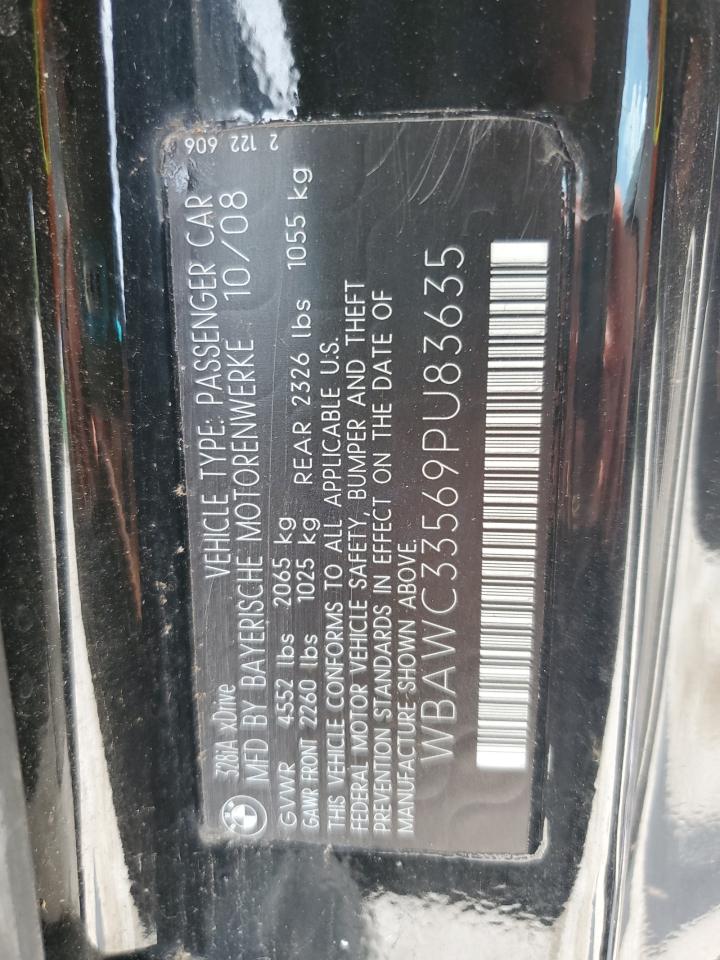 328iA xDrive
VEHICLE TYPE: PASSENGER CAR
2 122 606
MFD BY BAYERISCHE MOTORENWERKE 10/08
GVWR 4552 lbs 2065 kg
GAWR FRONT 2260 lbs 1025 kg REAR 2326 lbs 1055 kg
THIS VEHICLE CONFORMS TO ALL APPLICABLE U.S.
FEDERAL MOTOR VEHICLE SAFETY, BUMPER AND THEFT
PREVENTION STANDARDS IN EFFECT ON THE DATE OF
MANUFACTURE SHOWN ABOVE.
WBAWC33569PU83635